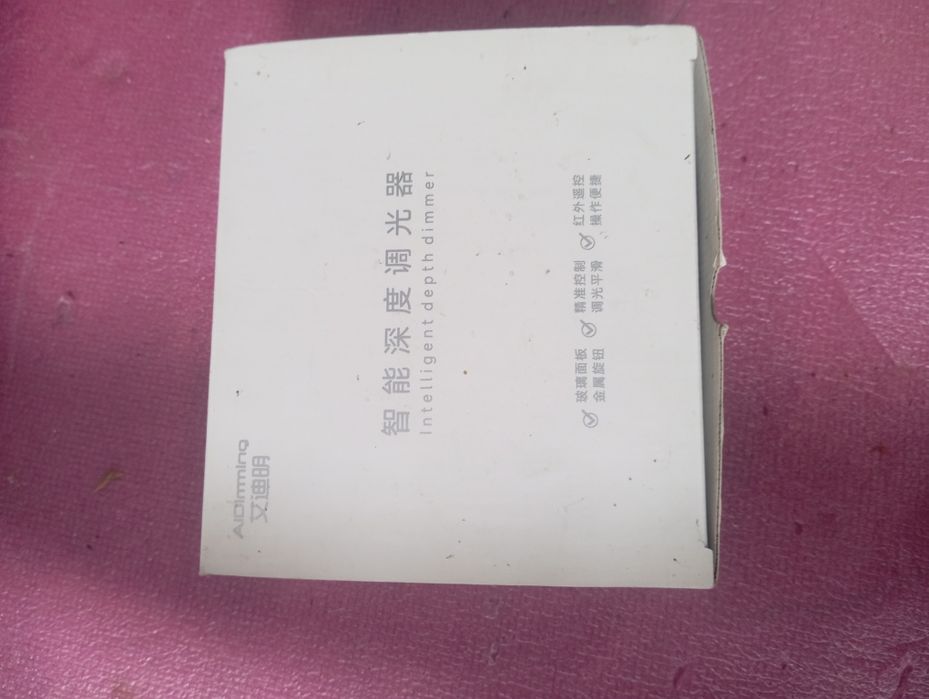 AiDimming
艾迪明
智能深度调光器
Intelligent depth dimmer
玻璃面板
金属旋钮
精准控制
调光平滑
红外遥控
操作便捷